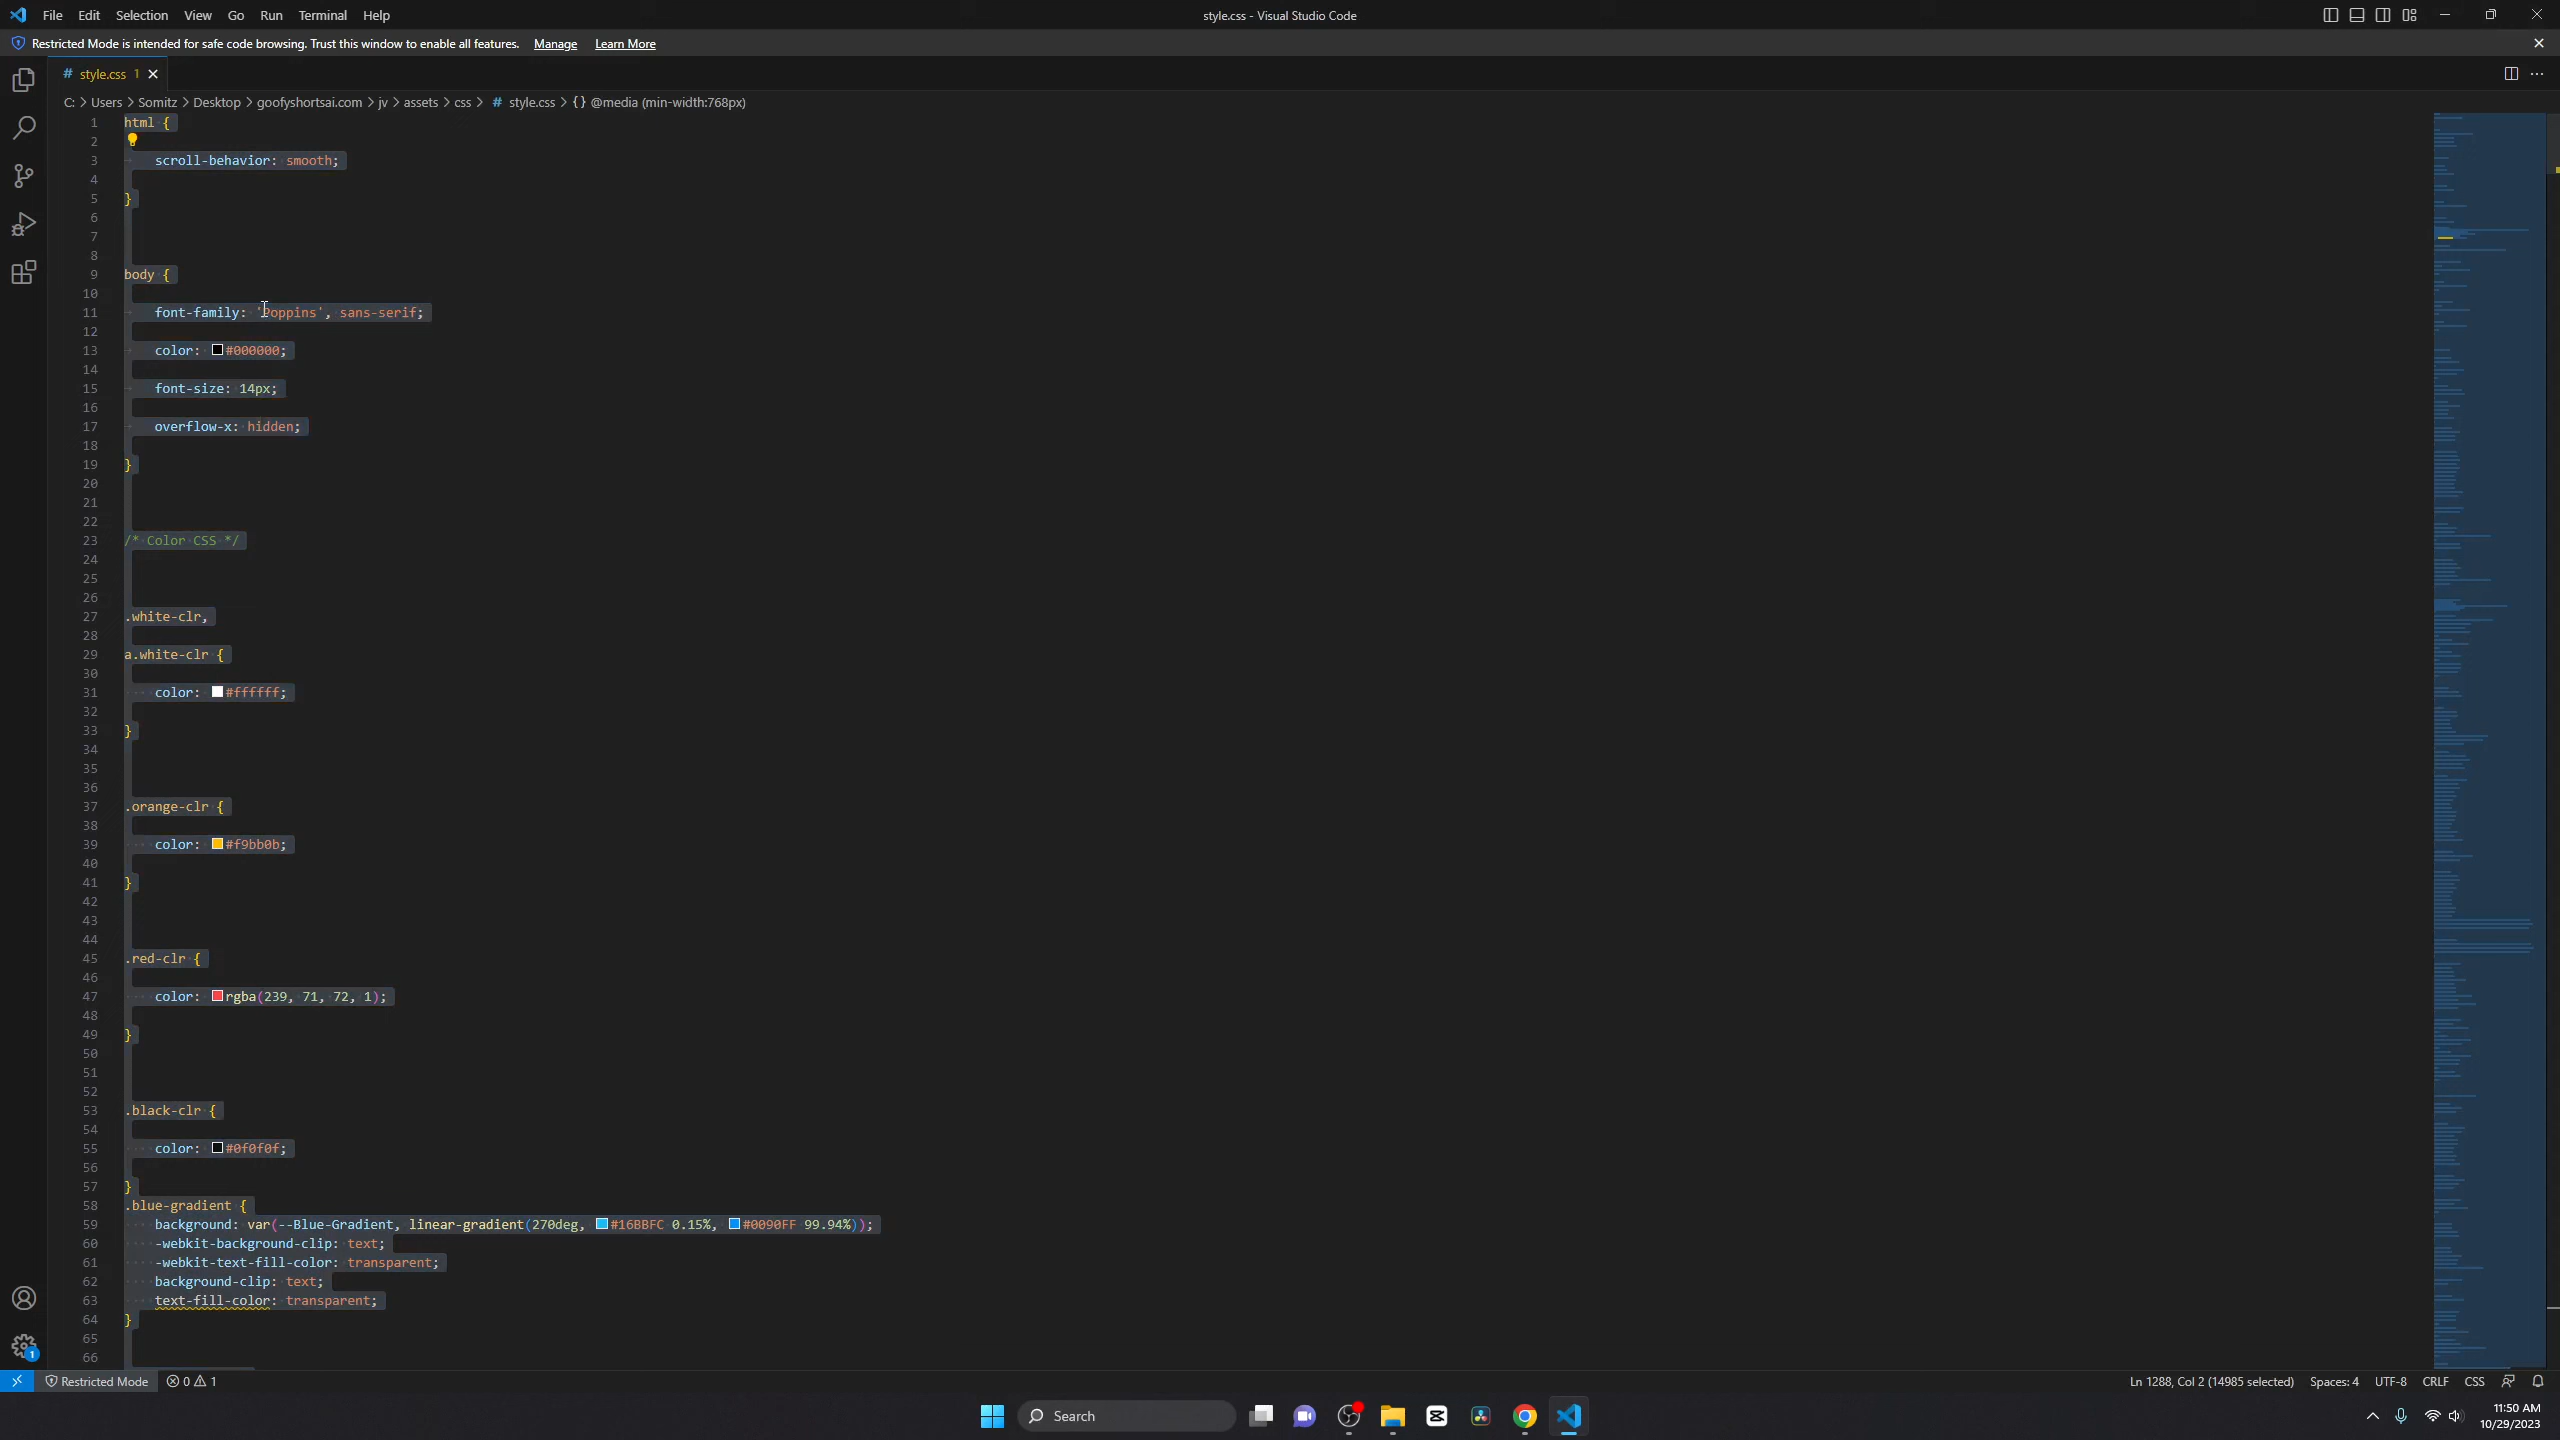 File Edit Selection View Go Run Terminal Help
style.css - Visual Studio Code
Restricted Mode is intended for safe code browsing. Trust this window to enable all features. Manage Learn More
# style.css 1
C: > Users > Somitz > Desktop > goofyshortsai.com > jv > assets > css > # style.css > {} @media (min-width:768px)
1 html {
2
3 scroll-behavior: smooth;
4
5 }
6
7
8
9 body {
10
11 font-family: 'Poppins', sans-serif;
12
13 color: #000000;
14
15 font-size: 14px;
16
17 overflow-x: hidden;
18
19 }
20
21
22
23 /* Color CSS */
24
25
26
27 .white-clr,
28
29 a.white-clr {
30
31 color: #ffffff;
32
33 }
34
35
36
37 .orange-clr {
38
39 color: #f9bb0b;
40
41 }
42
43
44
45 .red-clr {
46
47 color: rgba(239, 71, 72, 1);
48
49 }
50
51
52
53 .black-clr {
54
55 color: #0f0f0f;
56
57 }
58 .blue-gradient {
59 background: var(--Blue-Gradient, linear-gradient(270deg, #16BBFC 0.15%, #0090FF 99.94%));
60 -webkit-background-clip: text;
61 -webkit-text-fill-color: transparent;
62 background-clip: text;
63 text-fill-color: transparent;
64 }
65
66
1
Restricted Mode 0 1
Ln 1288, Col 2 (14985 selected) Spaces: 4 UTF-8 CRLF CSS
Search
11:50 AM
10/29/2023